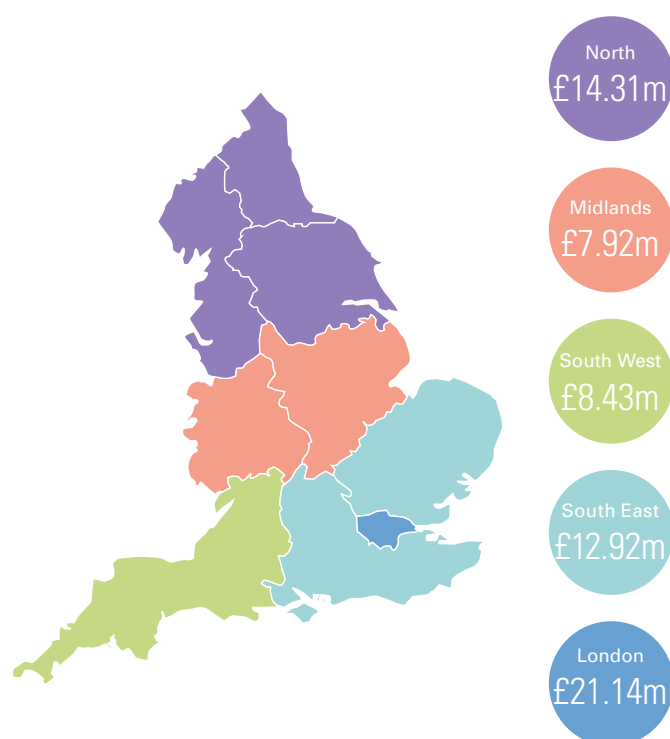 North
£14.31m
Midlands
£7.92m
South West
£8.43m
South East
£12.92m
London
£21.14m